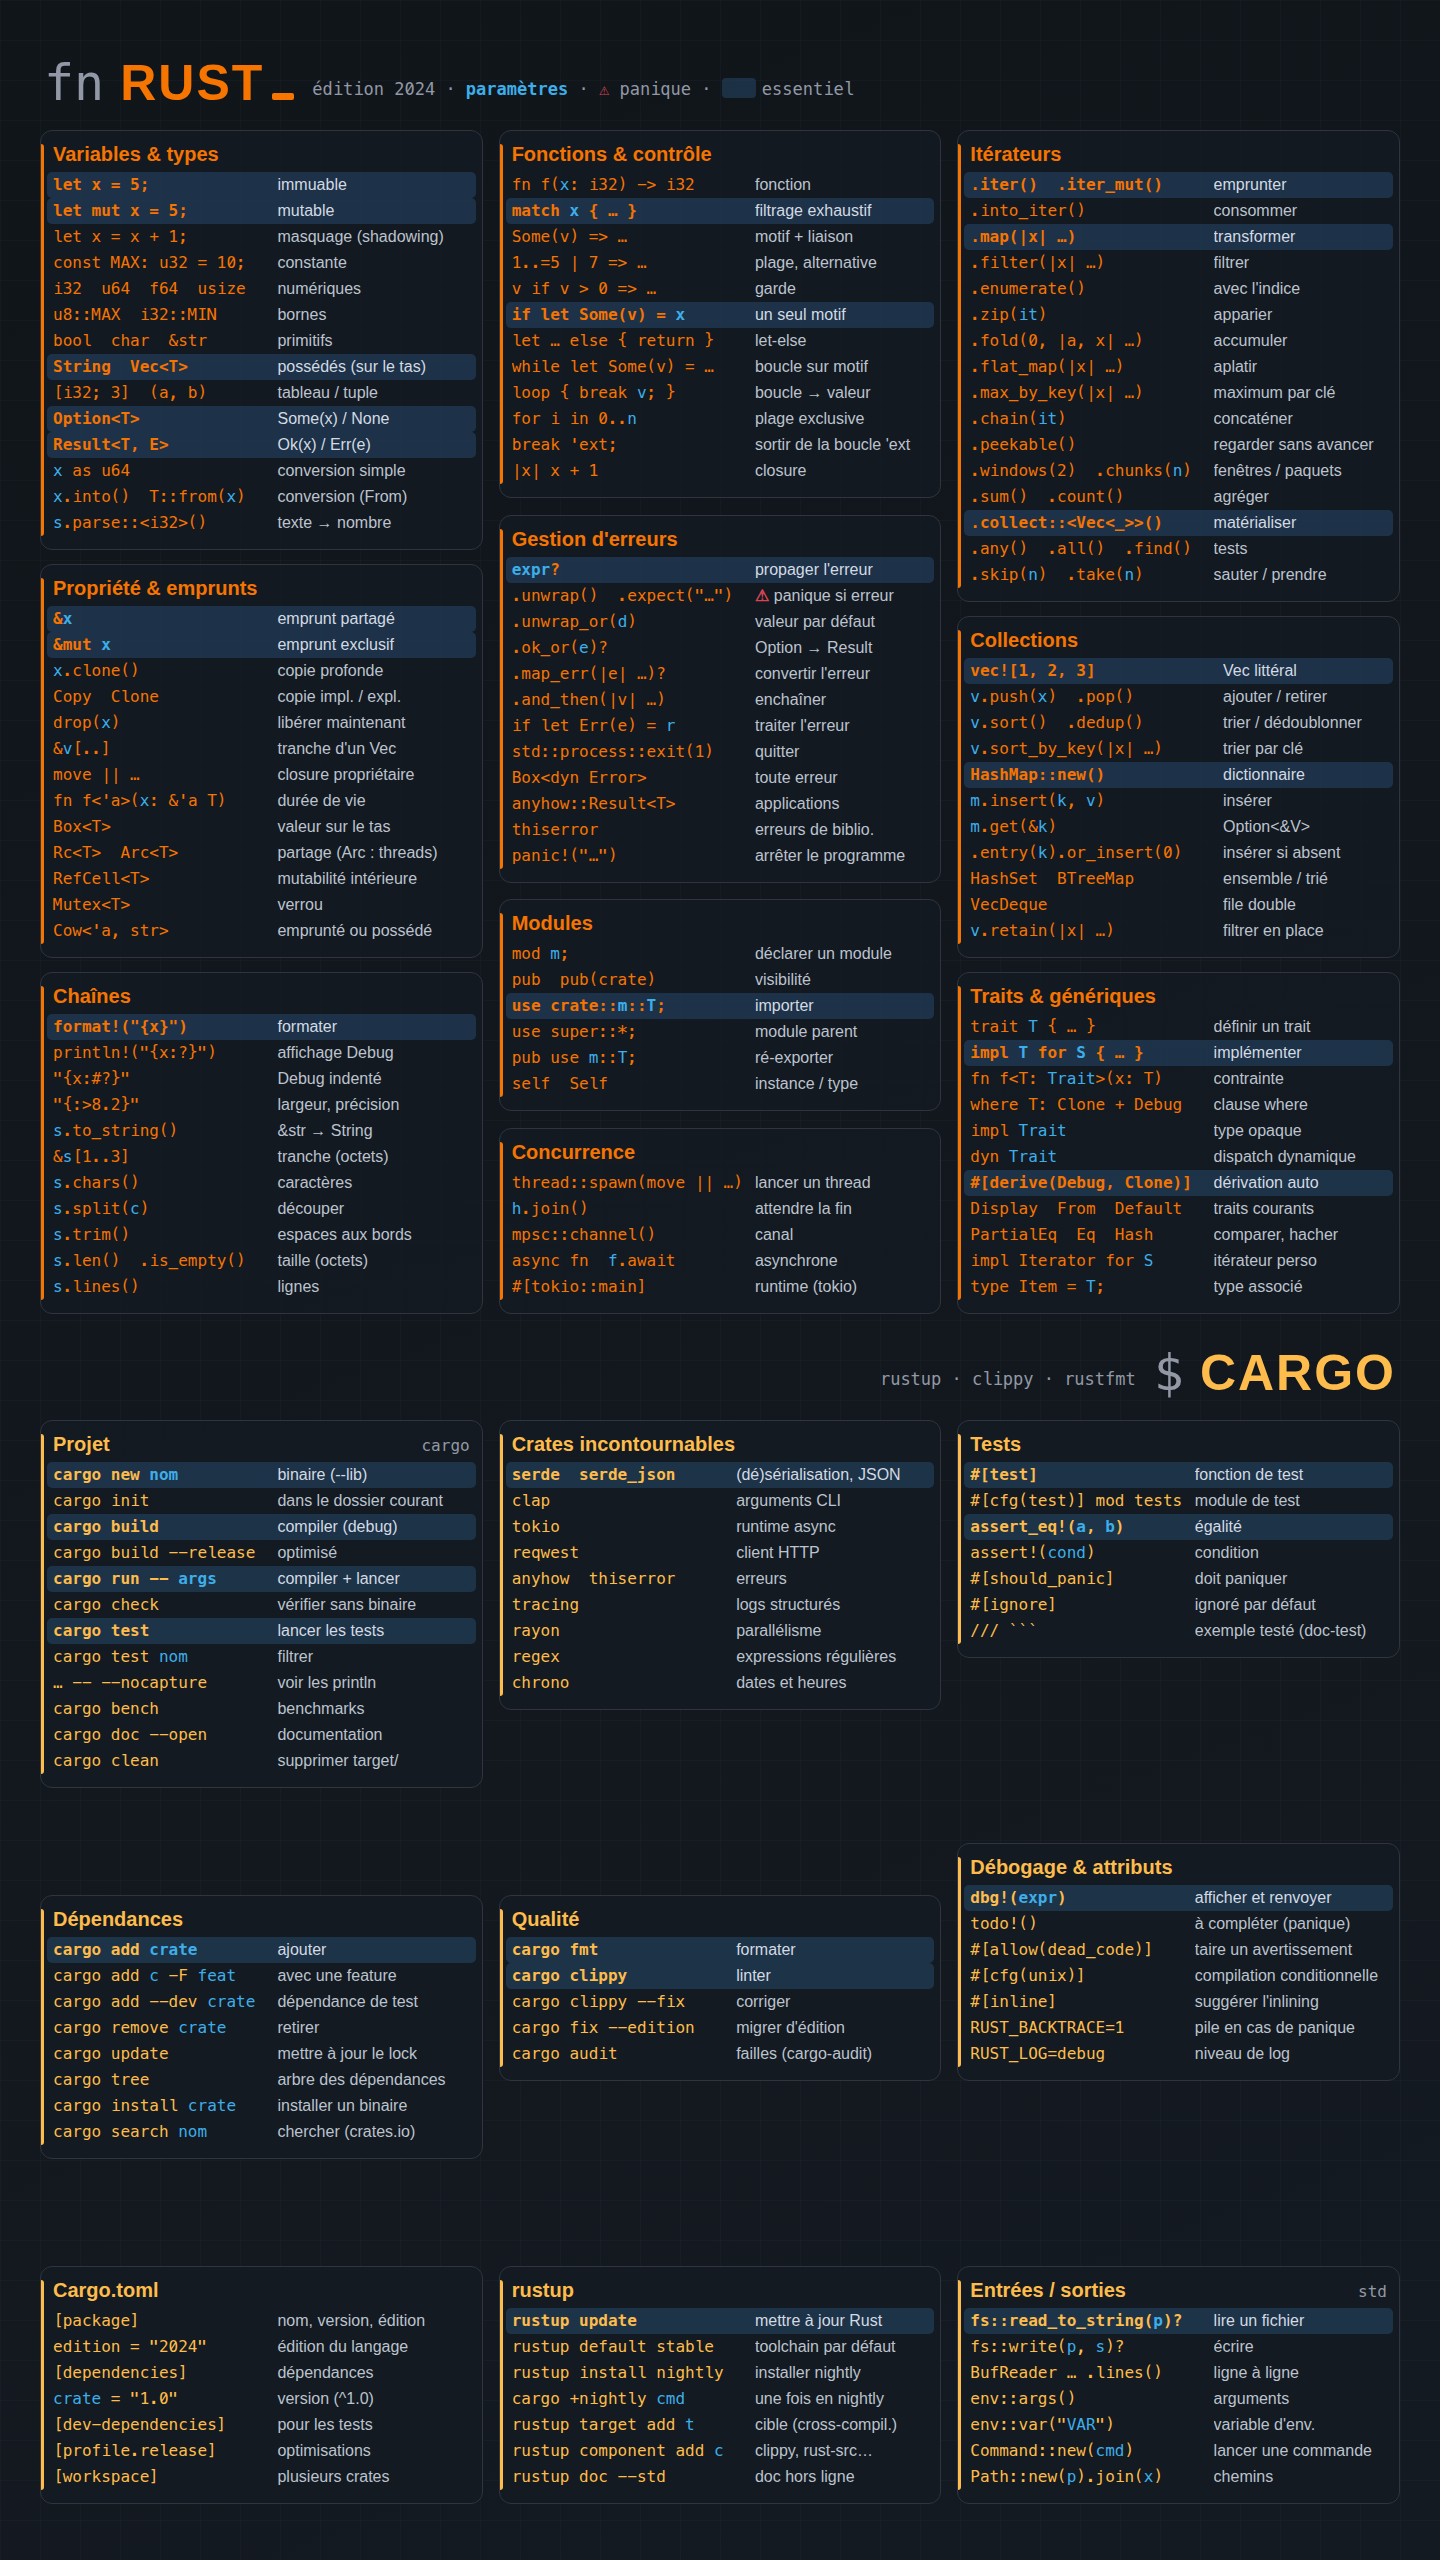 fn RUST_ édition 2024 · paramètres · ⚠ panique · essentiel
Variables & types
let x = 5; immuable
let mut x = 5; mutable
let x = x + 1; masquage (shadowing)
const MAX: u32 = 10; constante
i32 u64 f64 usize numériques
u8::MAX i32::MIN bornes
bool char &str primitifs
String Vec<T> possédés (sur le tas)
[i32; 3] (a, b) tableau / tuple
Option<T> Some(x) / None
Result<T, E> Ok(x) / Err(e)
x as u64 conversion simple
x.into() T::from(x) conversion (From)
s.parse::<i32>() texte → nombre
Propriété & emprunts
&x emprunt partagé
&mut x emprunt exclusif
x.clone() copie profonde
Copy Clone copie impl. / expl.
drop(x) libérer maintenant
&v[..] tranche d'un Vec
move || … closure propriétaire
fn f<'a>(x: &'a T) durée de vie
Box<T> valeur sur le tas
Rc<T> Arc<T> partage (Arc : threads)
RefCell<T> mutabilité intérieure
Mutex<T> verrou
Cow<'a, str> emprunté ou possédé
Chaînes
format!("{x}") formater
println!("{x:?}") affichage Debug
"{x:#?}" Debug indenté
"{:>8.2}" largeur, précision
s.to_string() &str → String
&s[1..3] tranche (octets)
s.chars() caractères
s.split(c) découper
s.trim() espaces aux bords
s.len() .is_empty() taille (octets)
s.lines() lignes
Fonctions & contrôle
fn f(x: i32) -> i32 fonction
match x { … } filtrage exhaustif
Some(v) => … motif + liaison
1..=5 | 7 => … plage, alternative
v if v > 0 => … garde
if let Some(v) = x un seul motif
let … else { return } let-else
while let Some(v) = … boucle sur motif
loop { break v; } boucle → valeur
for i in 0..n plage exclusive
break 'ext; sortir de la boucle 'ext
|x| x + 1 closure
Gestion d'erreurs
expr? propager l'erreur
.unwrap() .expect("…") ⚠ panique si erreur
.unwrap_or(d) valeur par défaut
.ok_or(e)? Option → Result
.map_err(|e| …)? convertir l'erreur
.and_then(|v| …) enchaîner
if let Err(e) = r traiter l'erreur
std::process::exit(1) quitter
Box<dyn Error> toute erreur
anyhow::Result<T> applications
thiserror erreurs de biblio.
panic!("…") arrêter le programme
Modules
mod m; déclarer un module
pub pub(crate) visibilité
use crate::m::T; importer
use super::*; module parent
pub use m::T; ré-exporter
self Self instance / type
Concurrence
thread::spawn(move || …) lancer un thread
h.join() attendre la fin
mpsc::channel() canal
async fn f.await asynchrone
#[tokio::main] runtime (tokio)
Itérateurs
.iter() .iter_mut() emprunter
.into_iter() consommer
.map(|x| …) transformer
.filter(|x| …) filtrer
.enumerate() avec l'indice
.zip(it) apparier
.fold(0, |a, x| …) accumuler
.flat_map(|x| …) aplatir
.max_by_key(|x| …) maximum par clé
.chain(it) concaténer
.peekable() regarder sans avancer
.windows(2) .chunks(n) fenêtres / paquets
.sum() .count() agréger
.collect::<Vec<_>>() matérialiser
.any() .all() .find() tests
.skip(n) .take(n) sauter / prendre
Collections
vec![1, 2, 3] Vec littéral
v.push(x) .pop() ajouter / retirer
v.sort() .dedup() trier / dédoublonner
v.sort_by_key(|x| …) trier par clé
HashMap::new() dictionnaire
m.insert(k, v) insérer
m.get(&k) Option<&V>
.entry(k).or_insert(0) insérer si absent
HashSet BTreeMap ensemble / trié
VecDeque file double
v.retain(|x| …) filtrer en place
Traits & génériques
trait T { … } définir un trait
impl T for S { … } implémenter
fn f<T: Trait>(x: T) contrainte
where T: Clone + Debug clause where
impl Trait type opaque
dyn Trait dispatch dynamique
#[derive(Debug, Clone)] dérivation auto
Display From Default traits courants
PartialEq Eq Hash comparer, hacher
impl Iterator for S itérateur perso
type Item = T; type associé
rustup · clippy · rustfmt $ CARGO
Projet cargo
cargo new nom binaire (--lib)
cargo init dans le dossier courant
cargo build compiler (debug)
cargo build --release optimisé
cargo run -- args compiler + lancer
cargo check vérifier sans binaire
cargo test lancer les tests
cargo test nom filtrer
… -- --nocapture voir les println
cargo bench benchmarks
cargo doc --open documentation
cargo clean supprimer target/
Crates incontournables
serde serde_json (dé)sérialisation, JSON
clap arguments CLI
tokio runtime async
reqwest client HTTP
anyhow thiserror erreurs
tracing logs structurés
rayon parallélisme
regex expressions régulières
chrono dates et heures
Tests
#[test] fonction de test
#[cfg(test)] mod tests module de test
assert_eq!(a, b) égalité
assert!(cond) condition
#[should_panic] doit paniquer
#[ignore] ignoré par défaut
/// ``` exemple testé (doc-test)
Dépendances
cargo add crate ajouter
cargo add c -F feat avec une feature
cargo add --dev crate dépendance de test
cargo remove crate retirer
cargo update mettre à jour le lock
cargo tree arbre des dépendances
cargo install crate installer un binaire
cargo search nom chercher (crates.io)
Qualité
cargo fmt formater
cargo clippy linter
cargo clippy --fix corriger
cargo fix --edition migrer d'édition
cargo audit failles (cargo-audit)
Débogage & attributs
dbg!(expr) afficher et renvoyer
todo!() à compléter (panique)
#[allow(dead_code)] taire un avertissement
#[cfg(unix)] compilation conditionnelle
#[inline] suggérer l'inlining
RUST_BACKTRACE=1 pile en cas de panique
RUST_LOG=debug niveau de log
Cargo.toml
[package] nom, version, édition
edition = "2024" édition du langage
[dependencies] dépendances
crate = "1.0" version (^1.0)
[dev-dependencies] pour les tests
[profile.release] optimisations
[workspace] plusieurs crates
rustup
rustup update mettre à jour Rust
rustup default stable toolchain par défaut
rustup install nightly installer nightly
cargo +nightly cmd une fois en nightly
rustup target add t cible (cross-compil.)
rustup component add c clippy, rust-src…
rustup doc --std doc hors ligne
Entrées / sorties std
fs::read_to_string(p)? lire un fichier
fs::write(p, s)? écrire
BufReader … .lines() ligne à ligne
env::args() arguments
env::var("VAR") variable d'env.
Command::new(cmd) lancer une commande
Path::new(p).join(x) chemins